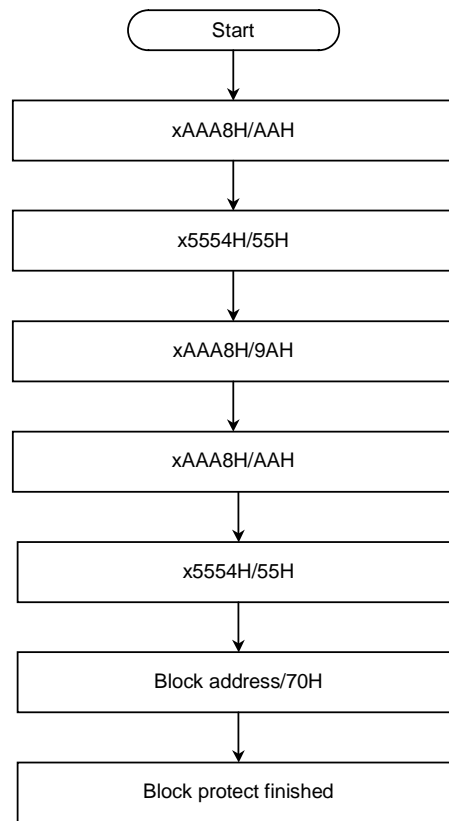 Start
xAAA8H/AAH
x5554H/55H
xAAA8H/9AH
xAAA8H/AAH
x5554H/55H
Block address/70H
Block protect finished